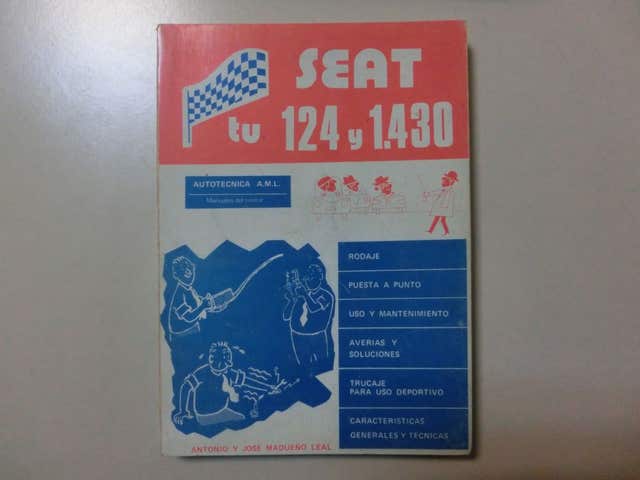 SEAT
tu 124 y 1.430
AUTOTECNICA A.M.L.
Manuales del
RODAJE
PUESTA A PUNTO
USO Y MANTENIMIENTO
AVERIAS Y
SOLUCIONES
TRUCAJE
PARA USO DEPORTIVO
CARACTERISTICAS
GENERALES Y TECNICAS
ANTONIO Y JOSE MADUEÑO LEAL